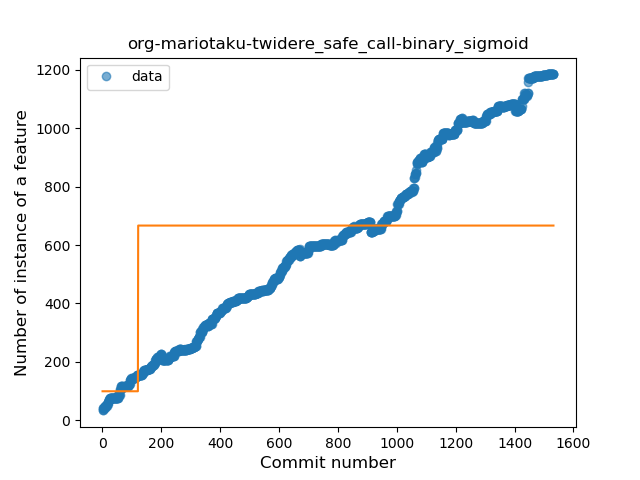 org-mariotaku-twidere_safe_call-binary_sigmoid
data
Number of instance of a feature
1200
1000
800
600
400
200
0
0 200 400 600 800 1000 1200 1400 1600
Commit number